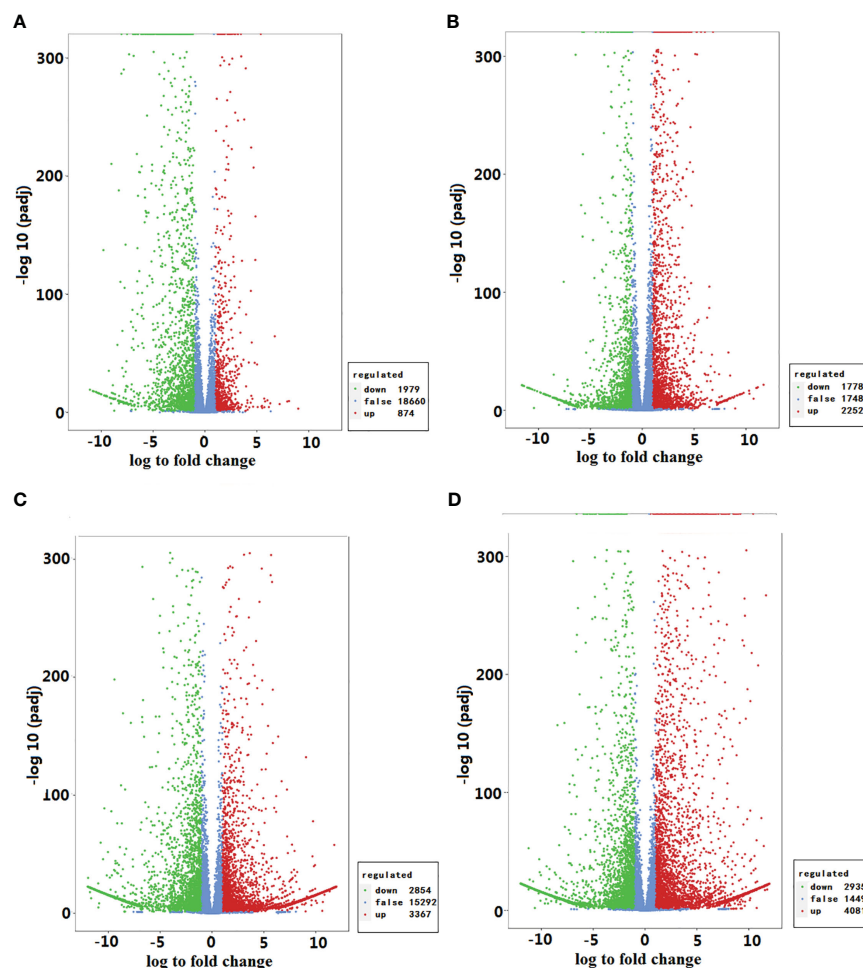 A
300
200
100
0
-log 10 (padj)
-10 -5 0 5 10
log to fold change
regulated
down 1979
false 18660
up 874
B
300
200
100
0
-log 10 (padj)
-10 -5 0 5 10
log to fold change
regulated
down 1778
false 1748
up 2252
C
300
200
100
0
-log 10 (padj)
-10 -5 0 5 10
log to fold change
regulated
down 2854
false 15292
up 3367
D
300
200
100
0
-log 10 (padj)
-10 -5 0 5 10
log to fold change
regulated
down 2935
false 1449
up 4081